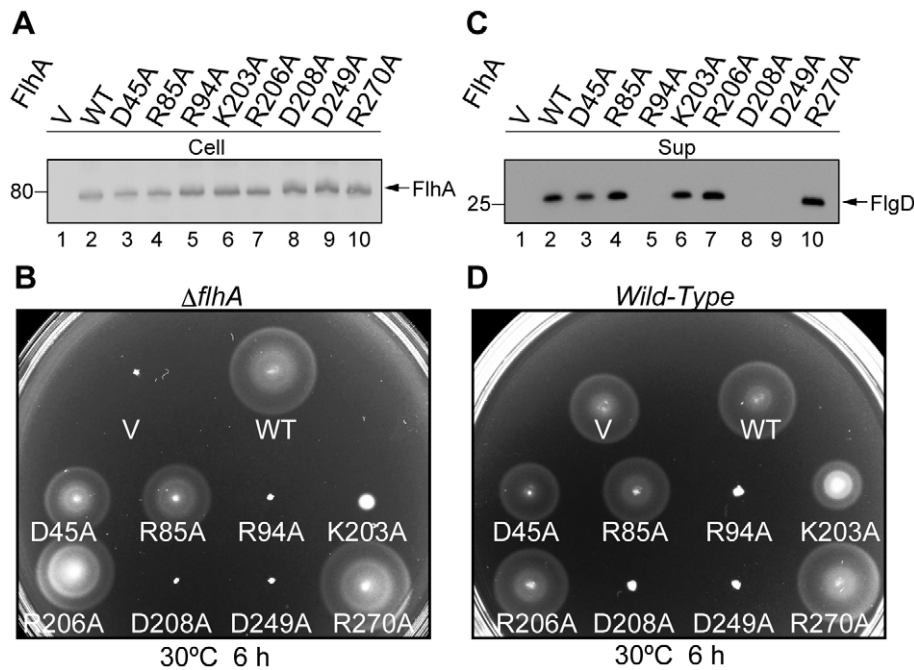 A
FlhA
V WT D45A R85A R94A K203A R206A D208A D249A R270A
Cell
80 FlhA
1 2 3 4 5 6 7 8 9 10
C
FlhA
V WT D45A R85A R94A K203A R206A D208A D249A R270A
Sup
25 FlgD
1 2 3 4 5 6 7 8 9 10
B
ΔflhA
V WT
D45A R85A R94A K203A
R206A D208A D249A R270A
30ºC 6 h
D
Wild-Type
V WT
D45A R85A R94A K203A
R206A D208A D249A R270A
30ºC 6 h